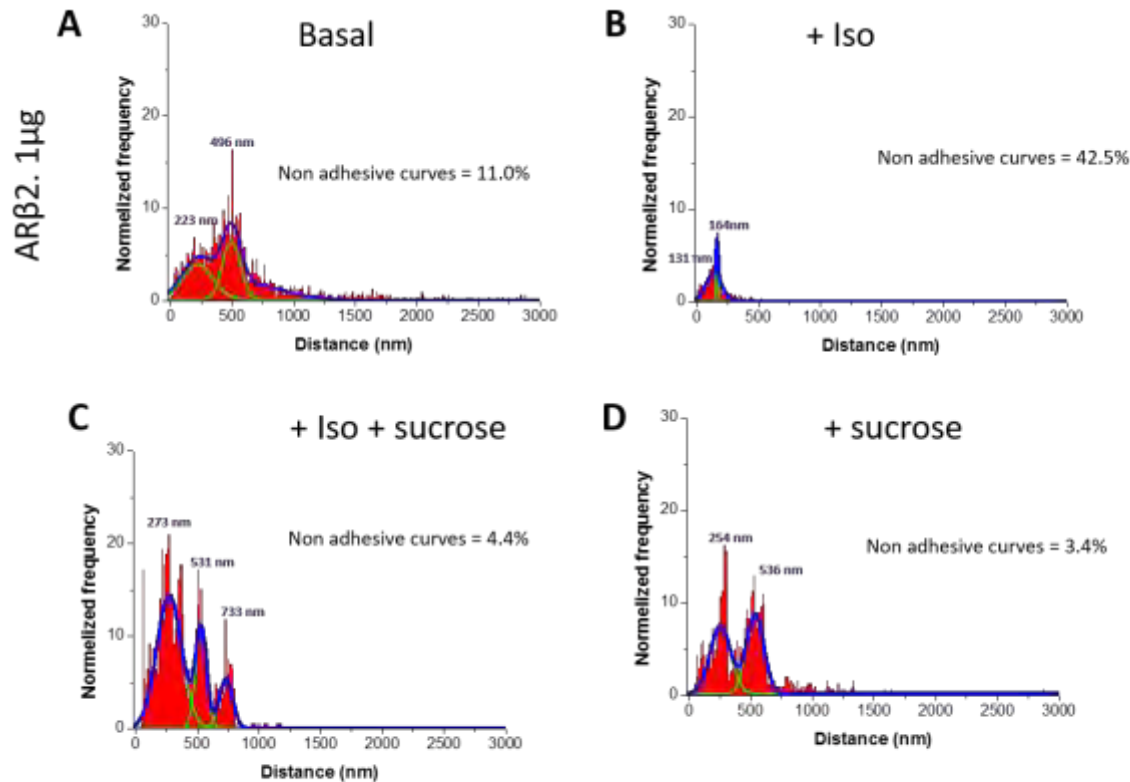 A
Basal
ARβ2. 1µg
Normelized frequency
30
20
10
0
496 nm
223 nm
Non adhesive curves = 11.0%
0 500 1000 1500 2000 2500 3000
Distance (nm)
B
+ Iso
Normelized frequency
30
20
10
0
164nm
131 nm
Non adhesive curves = 42.5%
0 500 1000 1500 2000 2500 3000
Distance (nm)
C
+ Iso + sucrose
Normelized frequency
30
20
10
0
273 nm
531 nm
733 nm
Non adhesive curves = 4.4%
0 500 1000 1500 2000 2500 3000
Distance (nm)
D
+ sucrose
Normelized frequency
30
20
10
0
254 nm
536 nm
Non adhesive curves = 3.4%
0 500 1000 1500 2000 2500 3000
Distance (nm)